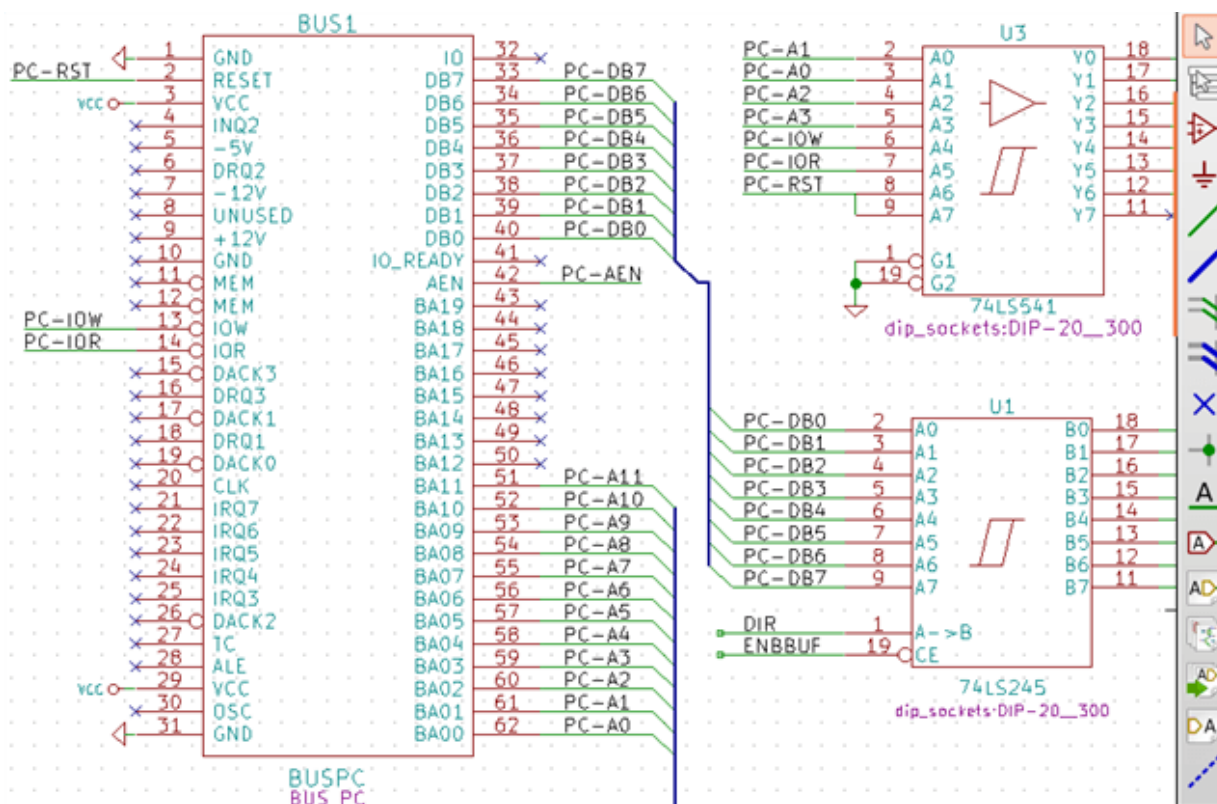 BUS1
PC-RST
VCC
VCC
PC-IOW
PC-IOR
1 GND
2 RESET
3 VCC
4 INQ2
5 -5V
6 DRQ2
7 -12V
8 UNUSED
9 +12V
10 GND
11 MEM
12 MEM
13 IOW
14 IOR
15 DACK3
16 DRQ3
17 DACK1
18 DRQ1
19 DACK0
20 CLK
21 IRQ7
22 IRQ6
23 IRQ5
24 IRQ4
25 IRQ3
26 DACK2
27 TC
28 ALE
29 VCC
30 OSC
31 GND
IO 32
DB7 33 PC-DB7
DB6 34 PC-DB6
DB5 35 PC-DB5
DB4 36 PC-DB4
DB3 37 PC-DB3
DB2 38 PC-DB2
DB1 39 PC-DB1
DB0 40 PC-DB0
IO_READY 41
AEN 42 PC-AEN
BA19 43
BA18 44
BA17 45
BA16 46
BA15 47
BA14 48
BA13 49
BA12 50
BA11 51 PC-A11
BA10 52 PC-A10
BA09 53 PC-A9
BA08 54 PC-A8
BA07 55 PC-A7
BA06 56 PC-A6
BA05 57 PC-A5
BA04 58 PC-A4
BA03 59 PC-A3
BA02 60 PC-A2
BA01 61 PC-A1
BA00 62 PC-A0
BUSPC
BUS_PC
U3
PC-A1 2 A0 Y0 18
PC-A0 3 A1 Y1 17
PC-A2 4 A2 Y2 16
PC-A3 5 A3 Y3 15
PC-IOW 6 A4 Y4 14
PC-IOR 7 A5 Y5 13
PC-RST 8 A6 Y6 12
9 A7 Y7 11
1 G1
19 G2
74LS541
dip_sockets:DIP-20__300
U1
PC-DB0 2 A0 B0 18
PC-DB1 3 A1 B1 17
PC-DB2 4 A2 B2 16
PC-DB3 5 A3 B3 15
PC-DB4 6 A4 B4 14
PC-DB5 7 A5 B5 13
PC-DB6 8 A6 B6 12
PC-DB7 9 A7 B7 11
DIR 1 A->B
ENBBUF 19 CE
74LS245
dip_sockets:DIP-20__300
A
A
AD
A
DA